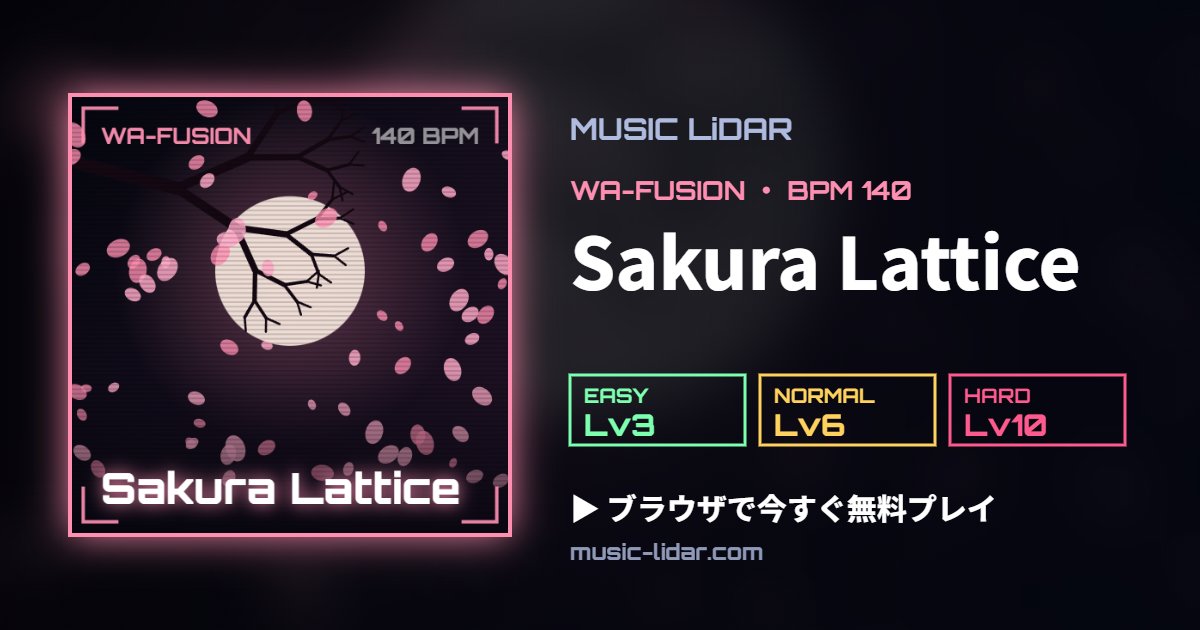 WA-FUSION
140 BPM
Sakura Lattice
MUSIC LiDAR
WA-FUSION • BPM 140
Sakura Lattice
EASY
Lv3
NORMAL
Lv6
HARD
Lv10
▶ ブラウザで今すぐ無料プレイ
music-lidar.com